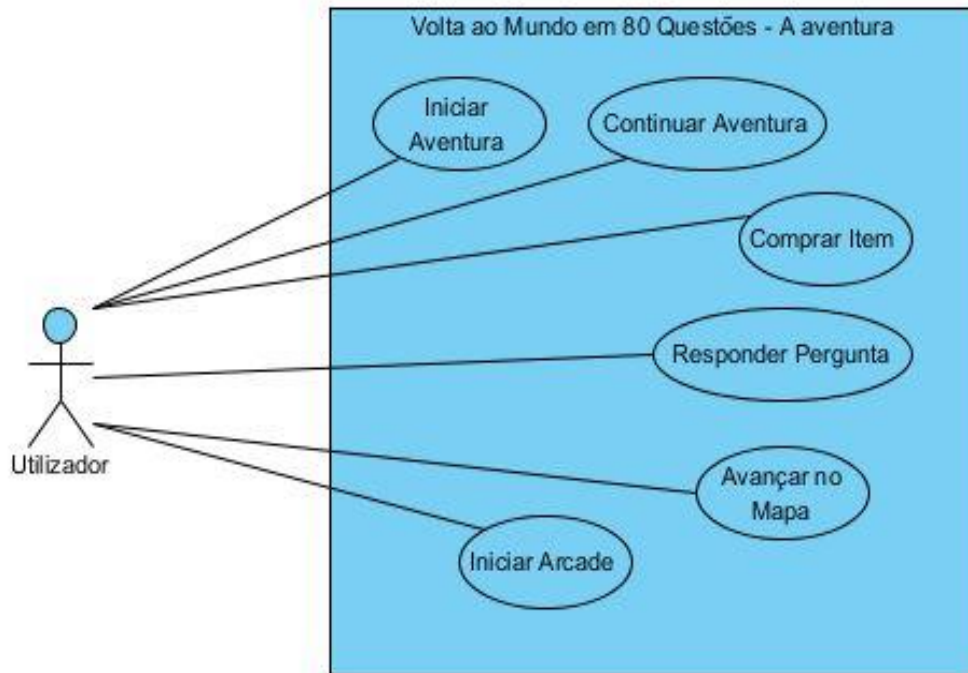 Volta ao Mundo em 80 Questões - A aventura
Iniciar
Aventura
Continuar Aventura
Comprar Item
Responder Pergunta
Utilizador
Avançar no
Mapa
Iniciar Arcade